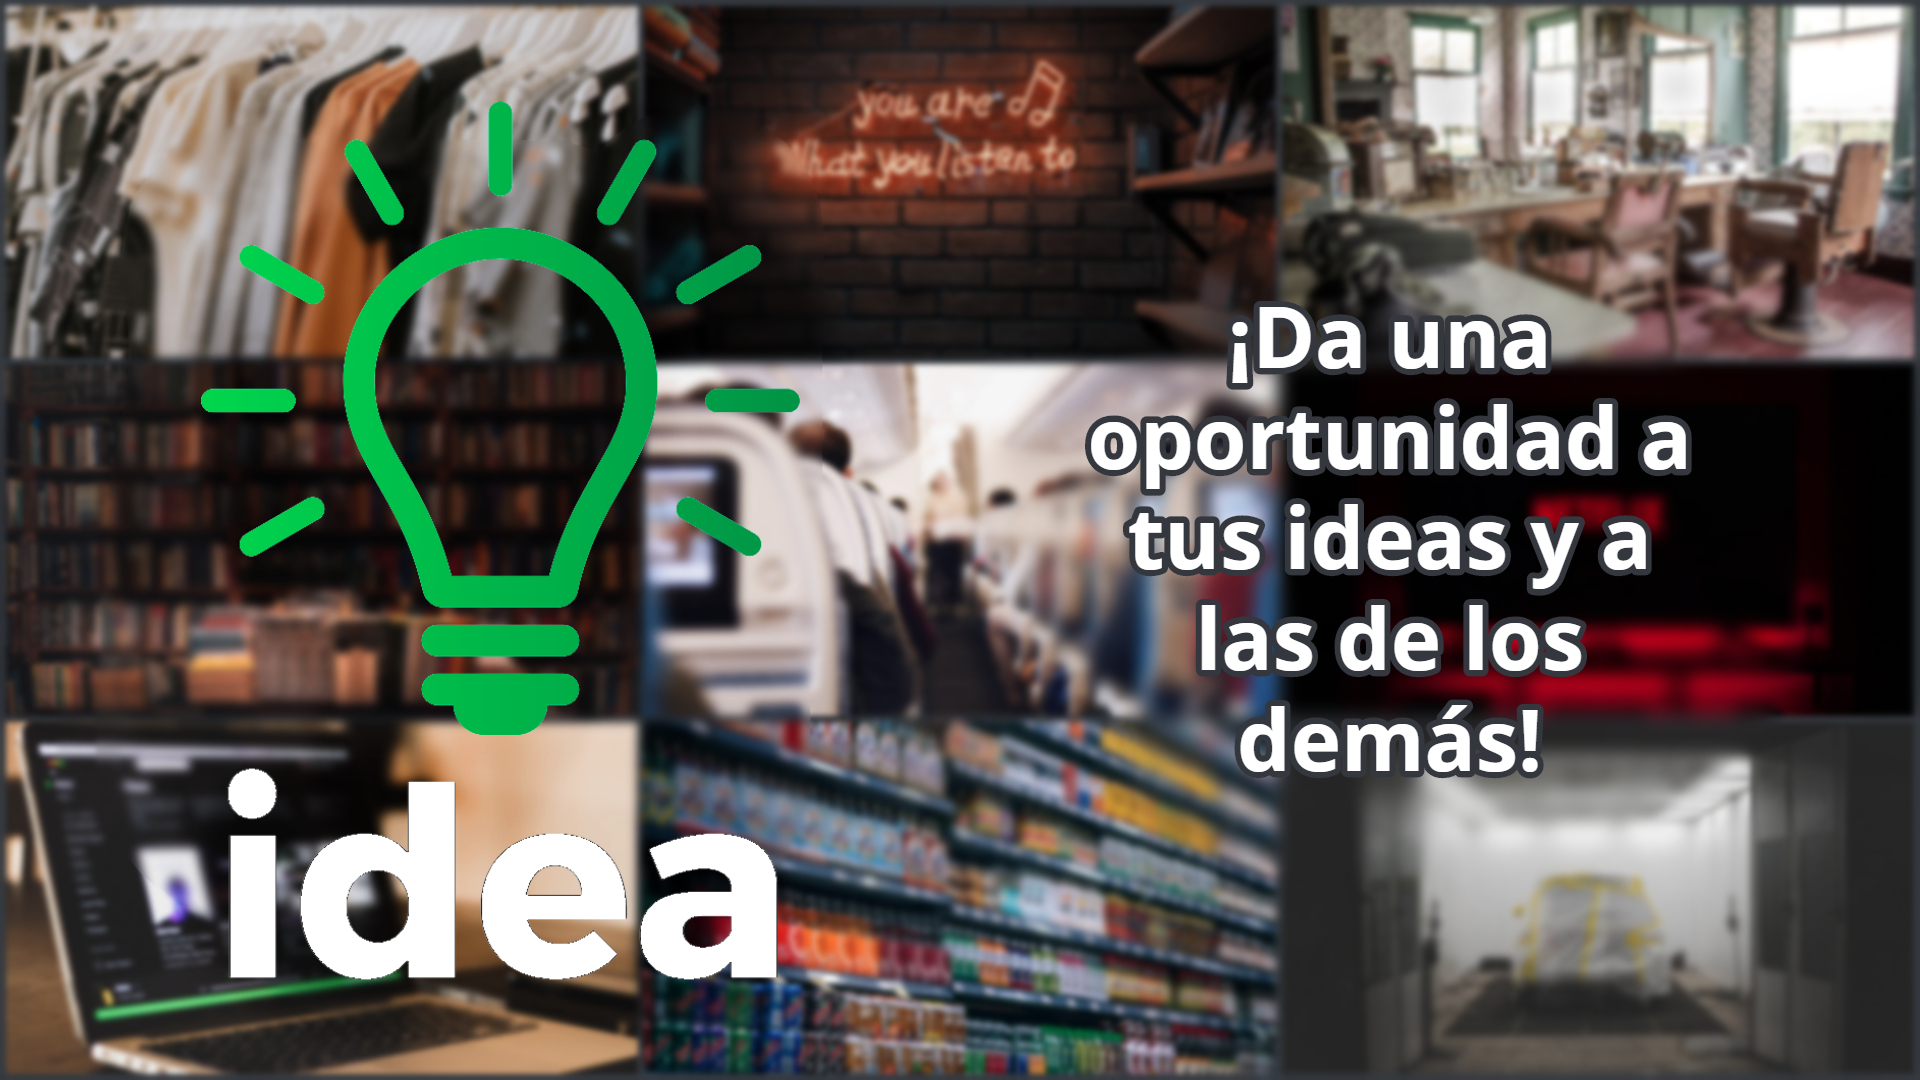 you are
What you listen to
¡Da una
oportunidad a
tus ideas y a
las de los
demás!
idea